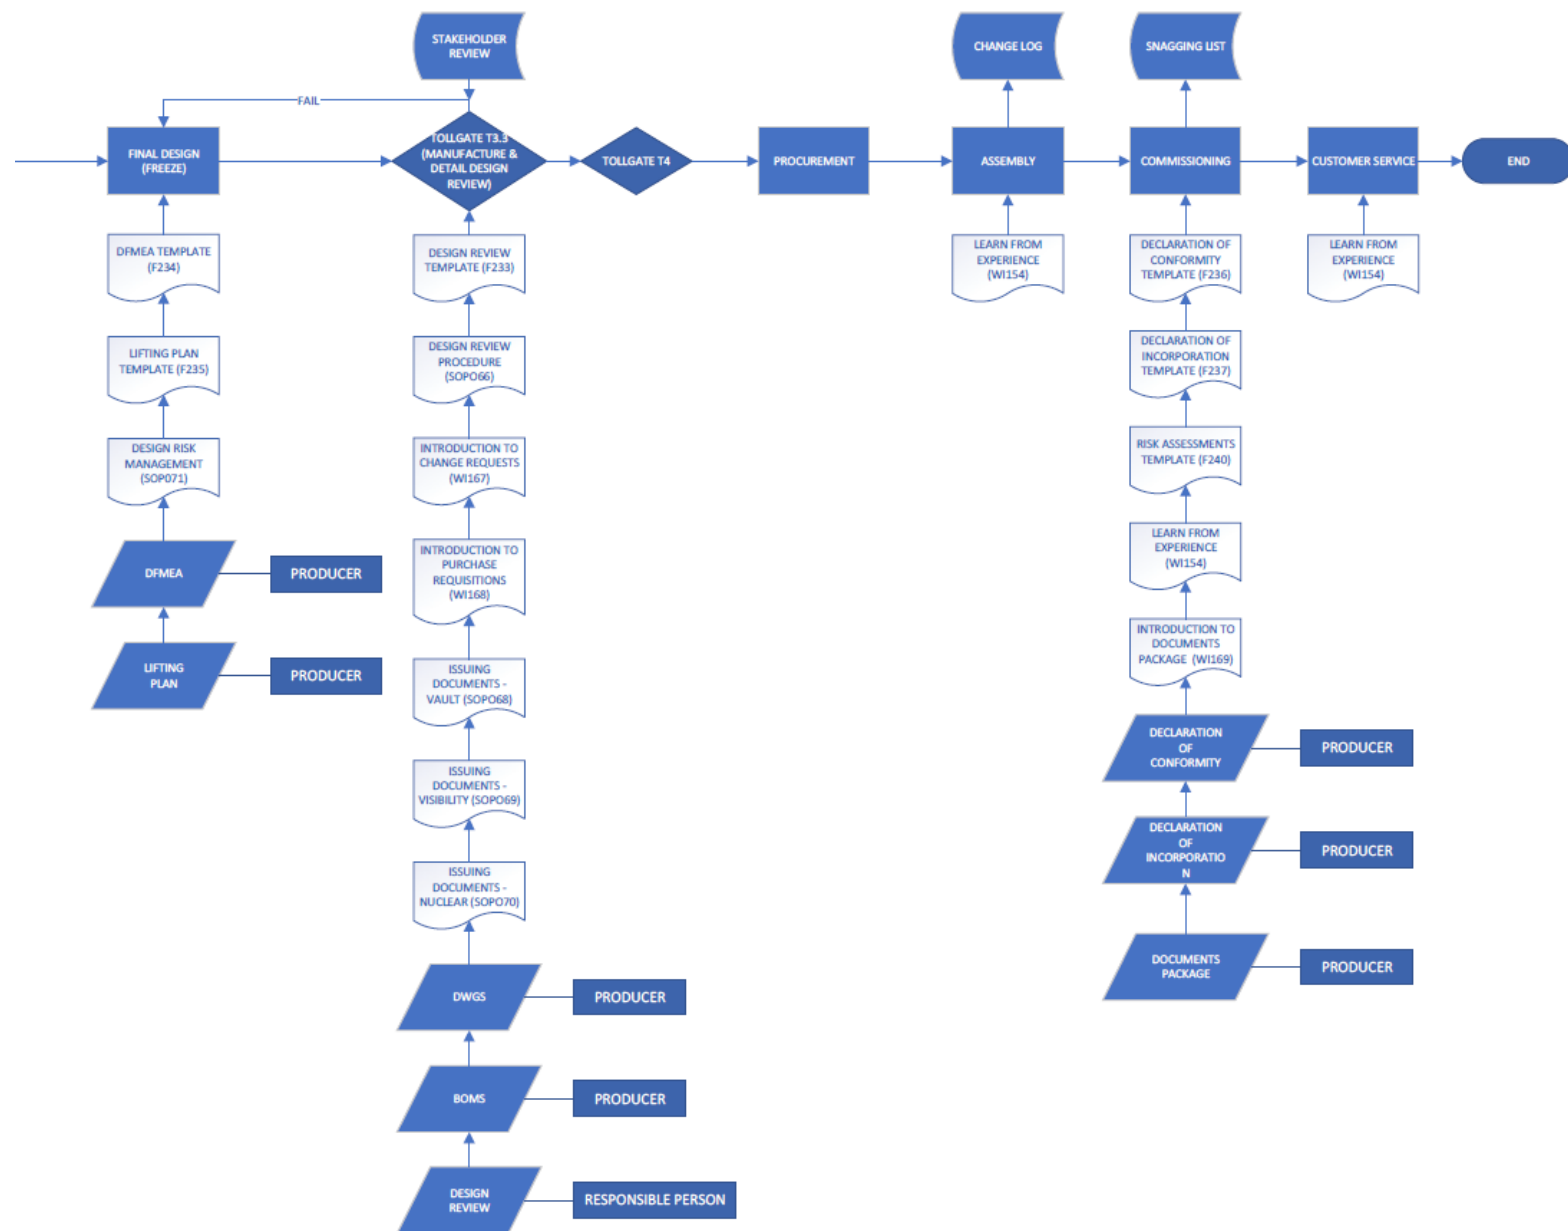 STAKEHOLDER
REVIEW
CHANGE LOG
SNAGGING LIST
FAIL
FINAL DESIGN
(FREEZE)
TOLLGATE T3.3
(MANUFACTURE &
DETAIL DESIGN
REVIEW)
TOLLGATE T4
PROCUREMENT
ASSEMBLY
COMMISSIONING
CUSTOMER SERVICE
END
DFMEA TEMPLATE
(F234)
LIFTING PLAN
TEMPLATE (F235)
DESIGN RISK
MANAGEMENT
(SOP071)
DFMEA
PRODUCER
LIFTING
PLAN
PRODUCER
DESIGN REVIEW
TEMPLATE (F233)
DESIGN REVIEW
PROCEDURE
(SOPO66)
INTRODUCTION TO
CHANGE REQUESTS
(WI167)
INTRODUCTION TO
PURCHASE
REQUISITIONS
(WI168)
ISSUING
DOCUMENTS -
VAULT (SOPO68)
ISSUING
DOCUMENTS -
VISIBILITY (SOPO69)
ISSUING
DOCUMENTS -
NUCLEAR (SOPO70)
DWGS
PRODUCER
BOMS
PRODUCER
DESIGN
REVIEW
RESPONSIBLE PERSON
LEARN FROM
EXPERIENCE
(WI154)
DECLARATION OF
CONFORMITY
TEMPLATE (F236)
DECLARATION OF
INCORPORATION
TEMPLATE (F237)
RISK ASSESSMENTS
TEMPLATE (F240)
LEARN FROM
EXPERIENCE
(WI154)
INTRODUCTION TO
DOCUMENTS
PACKAGE (WI169)
DECLARATION
OF
CONFORMITY
PRODUCER
DECLARATION
OF
INCORPORATIO
N
PRODUCER
DOCUMENTS
PACKAGE
PRODUCER
LEARN FROM
EXPERIENCE
(WI154)